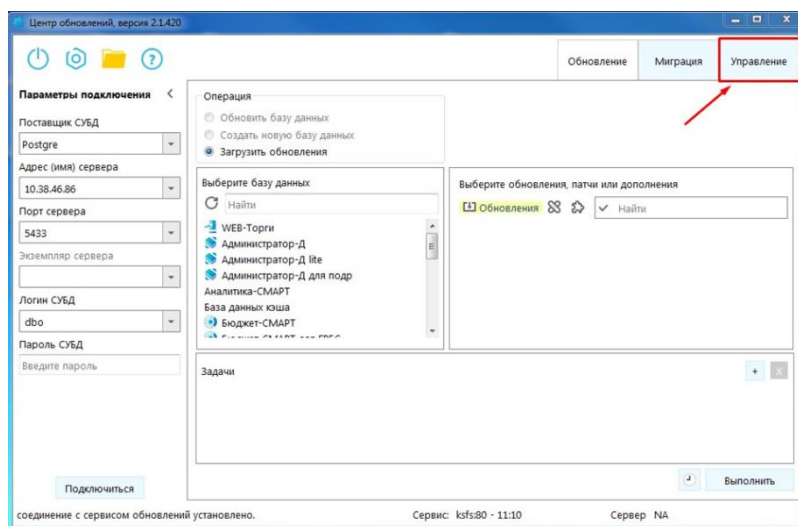 Центр обновлений, версия 2.1.420
Обновление
Миграция
Управление
Параметры подключения
Поставщик СУБД
Postgre
Адрес (имя) сервера
10.38.46.86
Порт сервера
5433
Экземпляр сервера
Логин СУБД
dbo
Пароль СУБД
Введите пароль
Подключиться
Операция
Обновить базу данных
Создать новую базу данных
Загрузить обновления
Выберите базу данных
Найти
WEB-Торги
Администратор-Д
Администратор-Д lite
Администратор-Д для подр
Аналитика-СМАРТ
База данных кэша
Бюджет-СМАРТ
Выберите обновления, патчи или дополнения
Обновления
Найти
Задачи
Выполнить
соединение с сервисом обновлений установлено.
Сервис: ksfs:80 - 11:10
Сервер NA